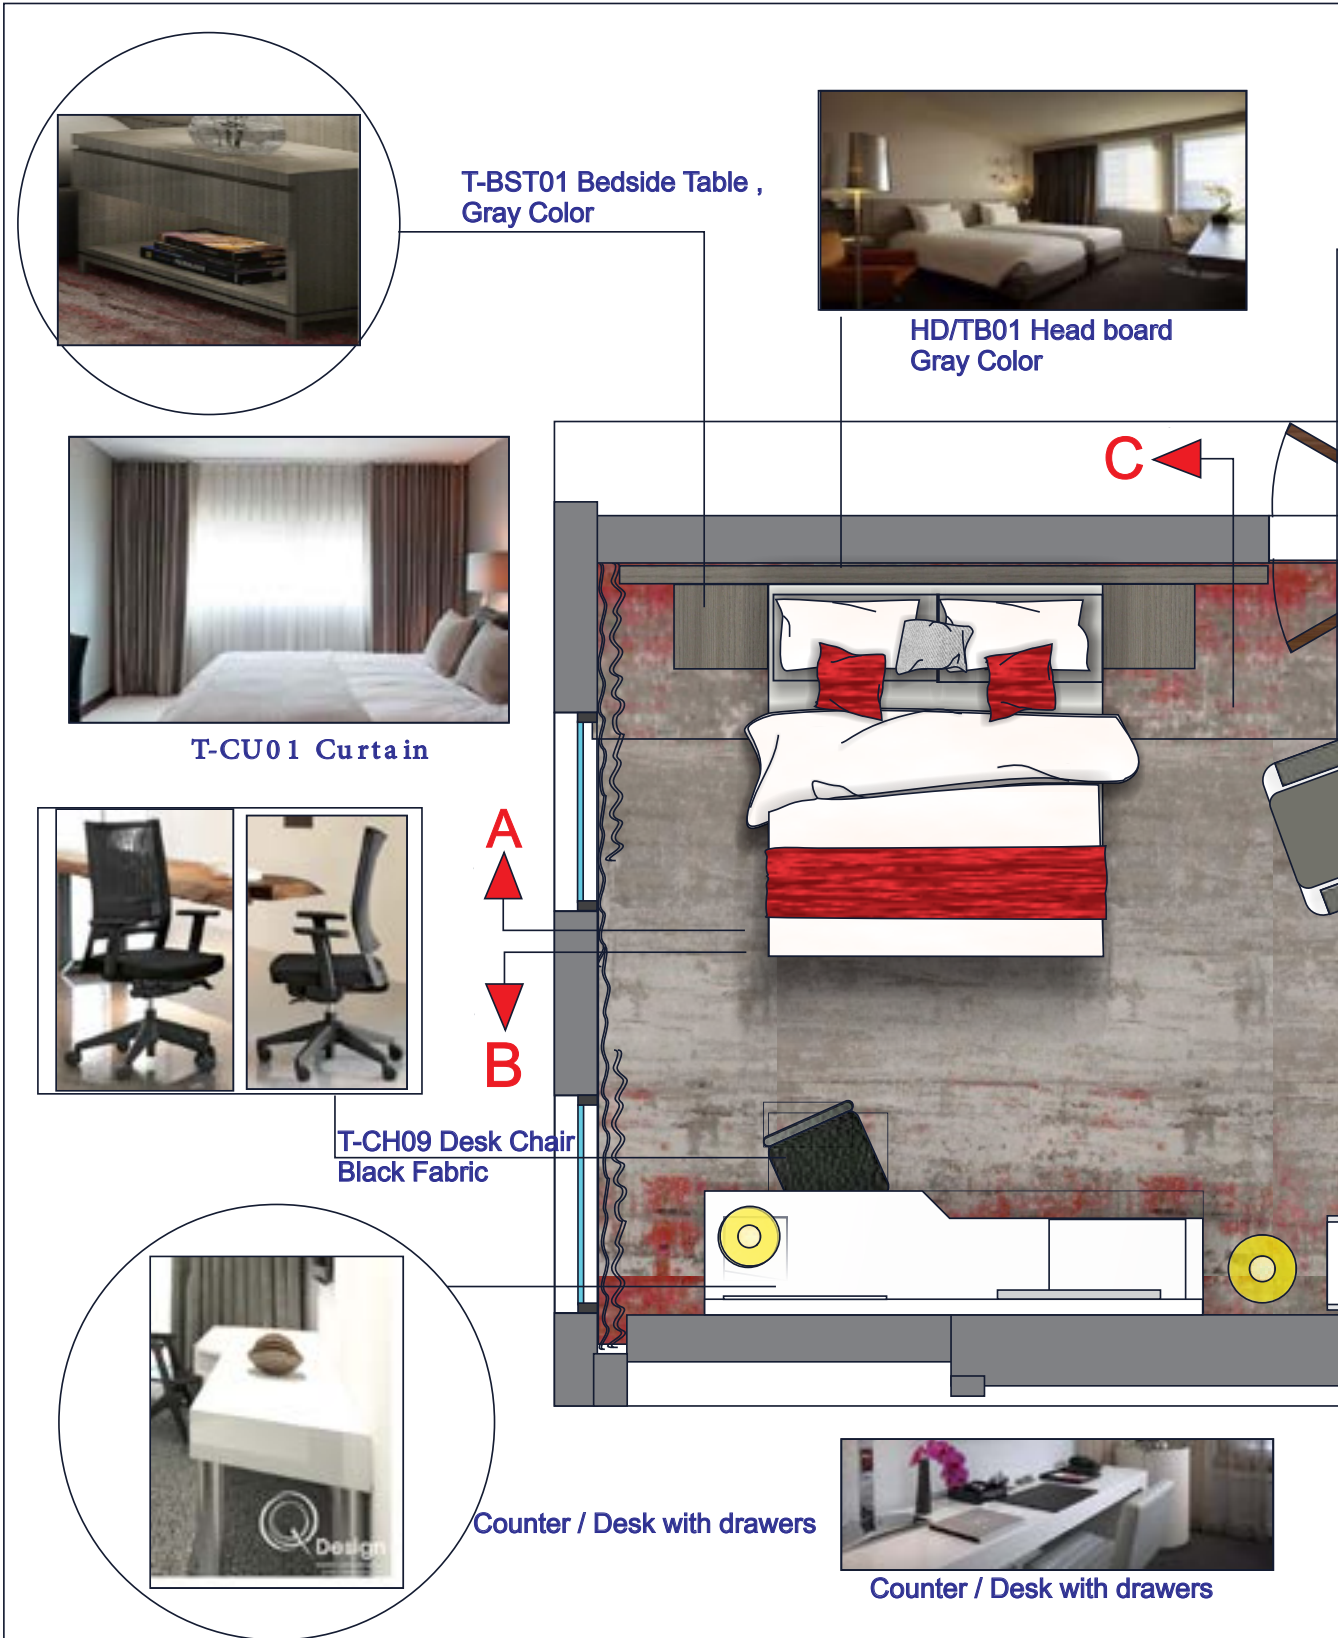 T-BST01 Bedside Table ,
Gray Color
HD/TB01 Head board
Gray Color
C
T-CU01 Curtain
A
B
T-CH09 Desk Chair
Black Fabric
Q
Design
Counter / Desk with drawers
Counter / Desk with drawers